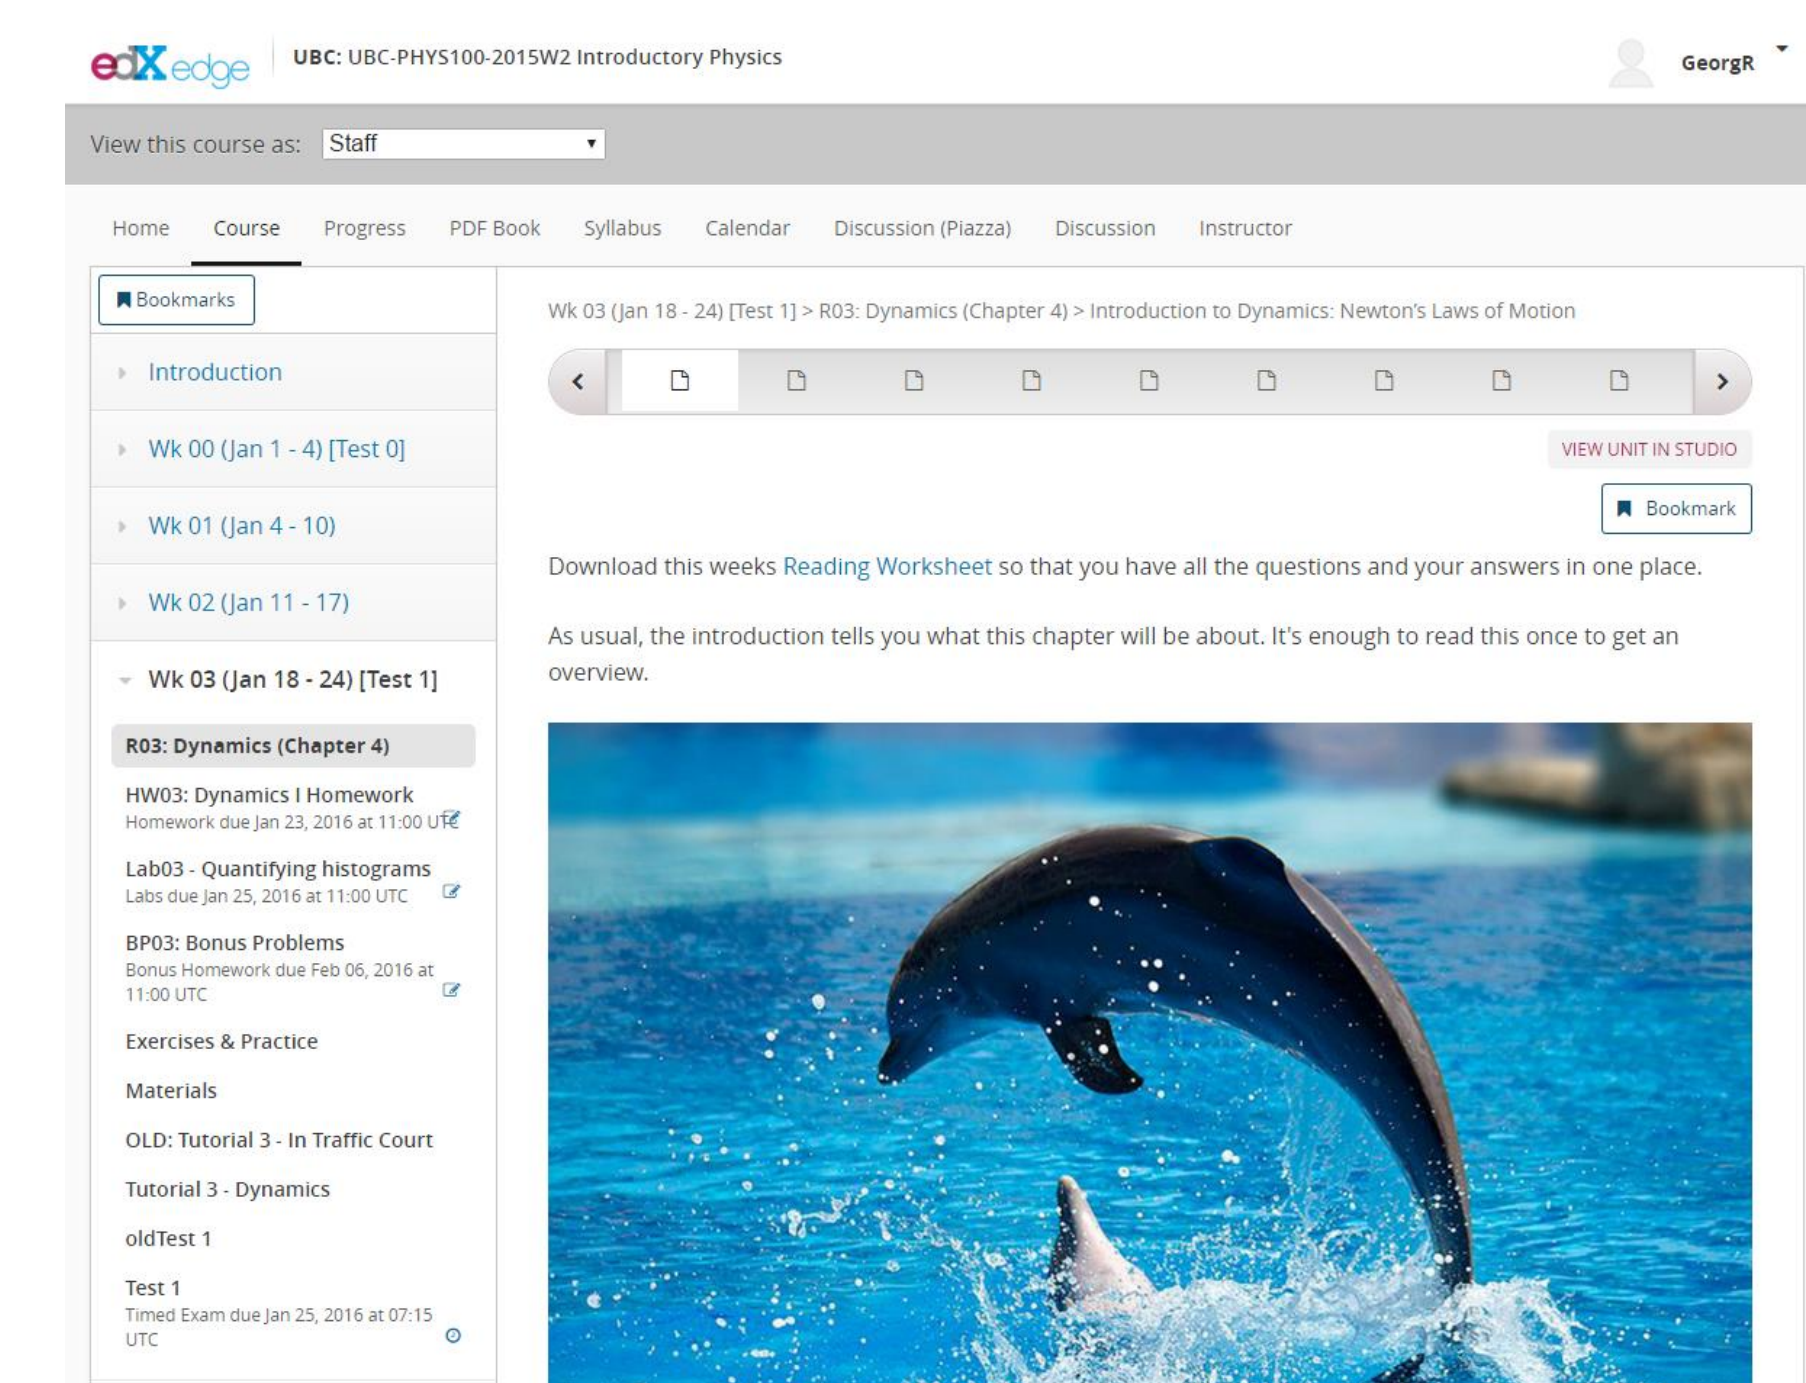 edX edge
UBC: UBC-PHYS100-2015W2 Introductory Physics
GeorgR
View this course as: Staff
Home Course Progress PDF Book Syllabus Calendar Discussion (Piazza) Discussion Instructor
Bookmarks
Introduction
Wk 00 (Jan 1 - 4) [Test 0]
Wk 01 (Jan 4 - 10)
Wk 02 (Jan 11 - 17)
Wk 03 (Jan 18 - 24) [Test 1]
R03: Dynamics (Chapter 4)
HW03: Dynamics I Homework
Homework due Jan 23, 2016 at 11:00 UTC
Lab03 - Quantifying histograms
Labs due Jan 25, 2016 at 11:00 UTC
BP03: Bonus Problems
Bonus Homework due Feb 06, 2016 at
11:00 UTC
Exercises & Practice
Materials
OLD: Tutorial 3 - In Traffic Court
Tutorial 3 - Dynamics
oldTest 1
Test 1
Timed Exam due Jan 25, 2016 at 07:15
UTC
Wk 03 (Jan 18 - 24) [Test 1] > R03: Dynamics (Chapter 4) > Introduction to Dynamics: Newton's Laws of Motion
VIEW UNIT IN STUDIO
Bookmark
Download this weeks Reading Worksheet so that you have all the questions and your answers in one place.
As usual, the introduction tells you what this chapter will be about. It's enough to read this once to get an
overview.